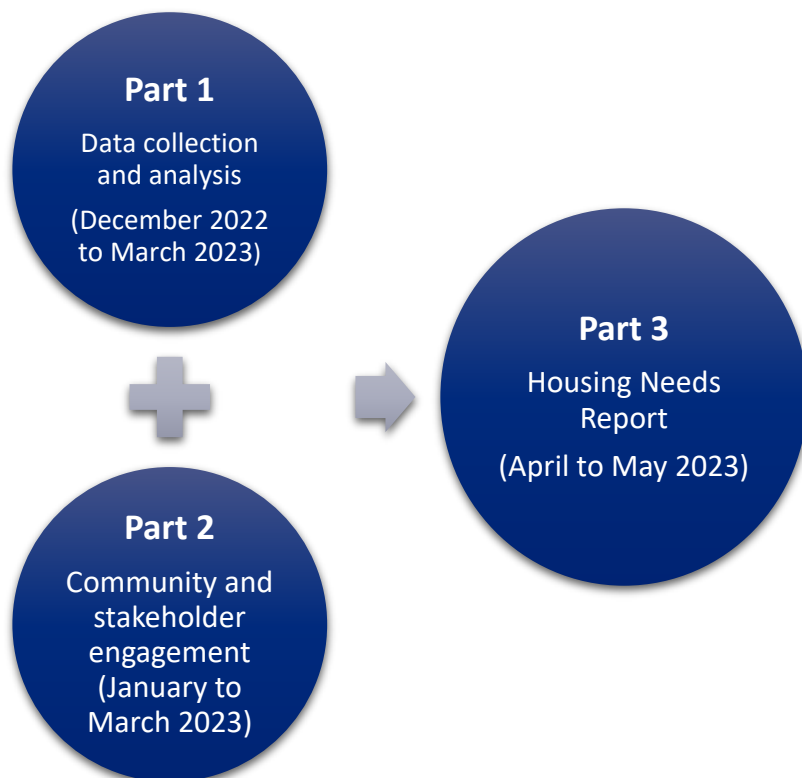 Part 1
Data collection
and analysis
(December 2022
to March 2023)
Part 2
Community and
stakeholder
engagement
(January to
March 2023)
Part 3
Housing Needs
Report
(April to May 2023)